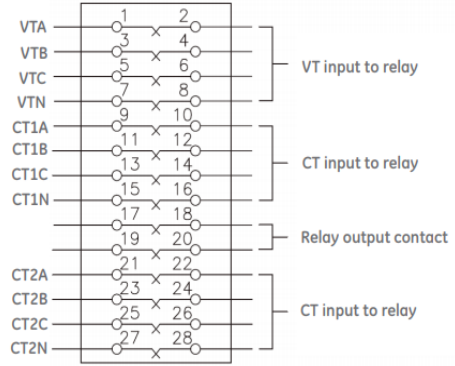 1 2
VTA
3 4
VTB
5 6
VT input to relay
VTC
7 8
VTN
9 10
CT1A
11 12
CT1B
13 14
CT input to relay
CT1C
15 16
CT1N
17 18
19 20
Relay output contact
21 22
CT2A
23 24
CT2B
25 26
CT input to relay
CT2C
27 28
CT2N